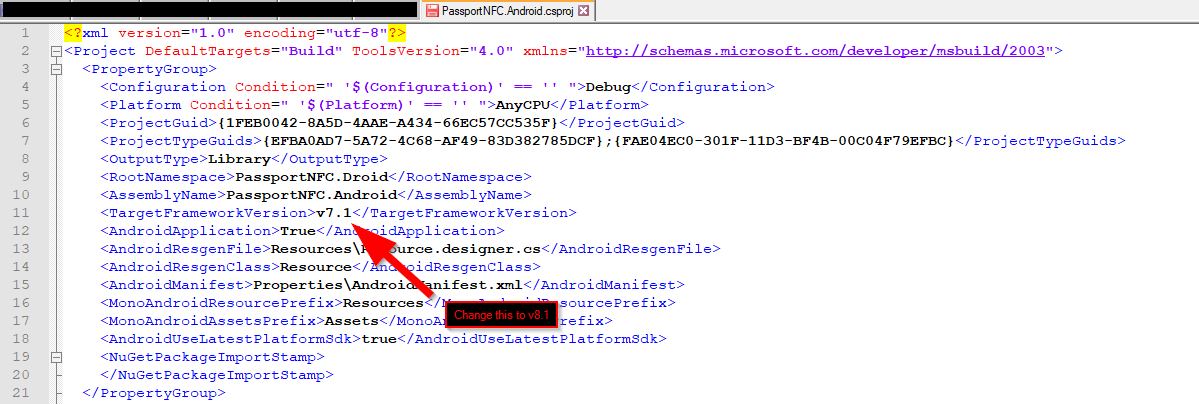 PassportNFC.Android.csproj
1 <?xml version="1.0" encoding="utf-8"?>
2 <Project DefaultTargets="Build" ToolsVersion="4.0" xmlns="http://schemas.microsoft.com/developer/msbuild/2003">
3 <PropertyGroup>
4 <Configuration Condition=" '$(Configuration)' == '' ">Debug</Configuration>
5 <Platform Condition=" '$(Platform)' == '' ">AnyCPU</Platform>
6 <ProjectGuid>{1FEB0042-8A5D-4AAE-A434-66EC57CC535F}</ProjectGuid>
7 <ProjectTypeGuids>{EFBA0AD7-5A72-4C68-AF49-83D382785DCF};{FAE04EC0-301F-11D3-BF4B-00C04F79EFBC}</ProjectTypeGuids>
8 <OutputType>Library</OutputType>
9 <RootNamespace>PassportNFC.Droid</RootNamespace>
10 <AssemblyName>PassportNFC.Android</AssemblyName>
11 <TargetFrameworkVersion>v7.1</TargetFrameworkVersion>
12 <AndroidApplication>True</AndroidApplication>
13 <AndroidResgenFile>Resources\Resource.designer.cs</AndroidResgenFile>
14 <AndroidResgenClass>Resource</AndroidResgenClass>
15 <AndroidManifest>Properties\AndroidManifest.xml</AndroidManifest>
16 <MonoAndroidResourcePrefix>Resources</MonoAndroidResourcePrefix>
Change this to v8.1
17 <MonoAndroidAssetsPrefix>Assets</MonoAndroidAssetsPrefix>
18 <AndroidUseLatestPlatformSdk>true</AndroidUseLatestPlatformSdk>
19 <NuGetPackageImportStamp>
20 </NuGetPackageImportStamp>
21 </PropertyGroup>